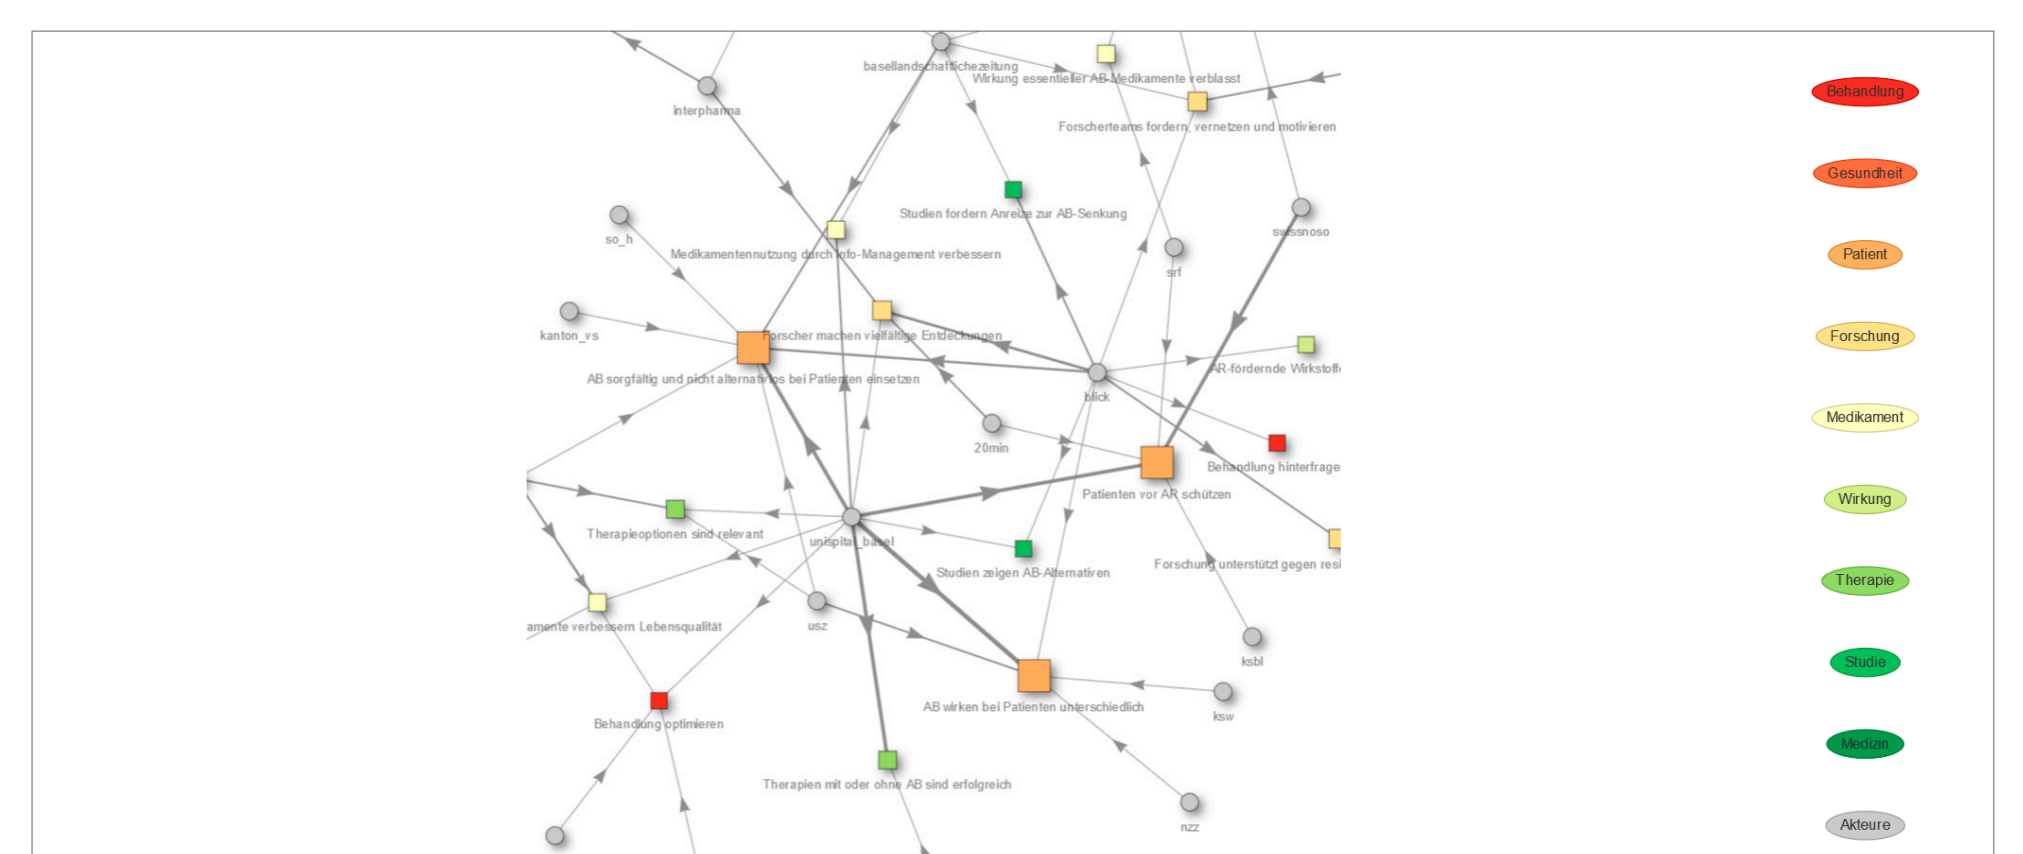 basellandschaftlichezeitung
Wirkung essentieller AB-Medikamente verblasst
Behandlung
interpharma
Forscherteams fordern, vernetzen und motivieren
Gesundheit
Studien fordern Anreize zur AB-Senkung
swissnoso
so_h
Medikamentennutzung durch Info-Management verbessern
Patient
srf
kanton_vs
Forscher machen vielfältige Entdeckungen
Forschung
AR-fördernde Wirkstoffe
AB sorgfältig und nicht alternativlos bei Patienten einsetzen
blick
Medikament
20min
Behandlung hinterfragen
Patienten vor AR schützen
Wirkung
Therapieoptionen sind relevant
unispital_basel
Studien zeigen AB-Alternativen
Forschung unterstützt gegen resi
Therapie
amente verbessern Lebensqualität
usz
ksbl
Studie
AB wirken bei Patienten unterschiedlich
ksw
Behandlung optimieren
Medizin
Therapien mit oder ohne AB sind erfolgreich
nzz
Akteure